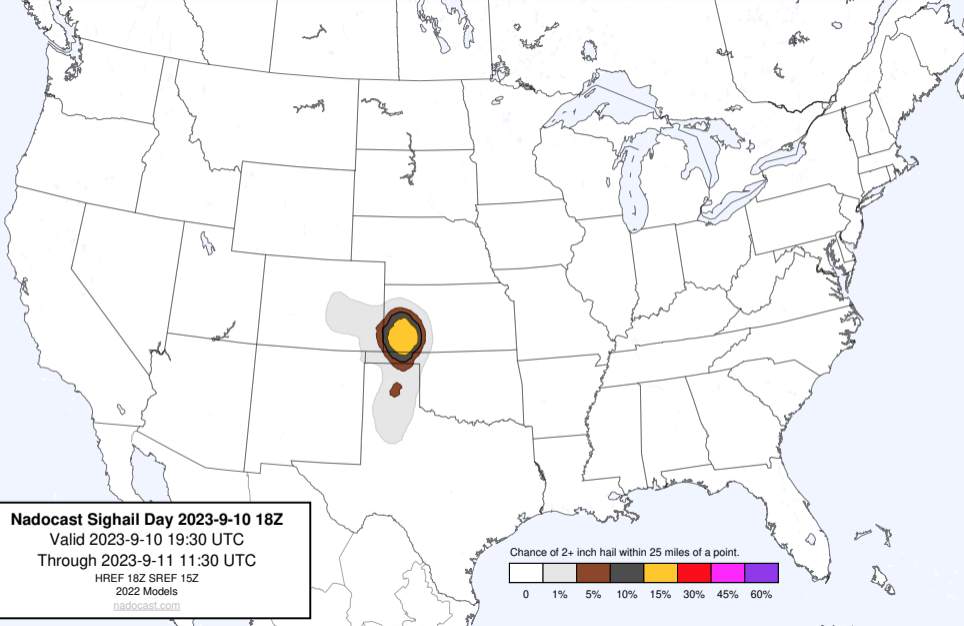 Nadocast Sighail Day 2023-9-10 18Z
Valid 2023-9-10 19:30 UTC
Through 2023-9-11 11:30 UTC
HREF 18Z SREF 15Z
2022 Models
nadocast.com
Chance of 2+ inch hail within 25 miles of a point.
0 1% 5% 10% 15% 30% 45% 60%